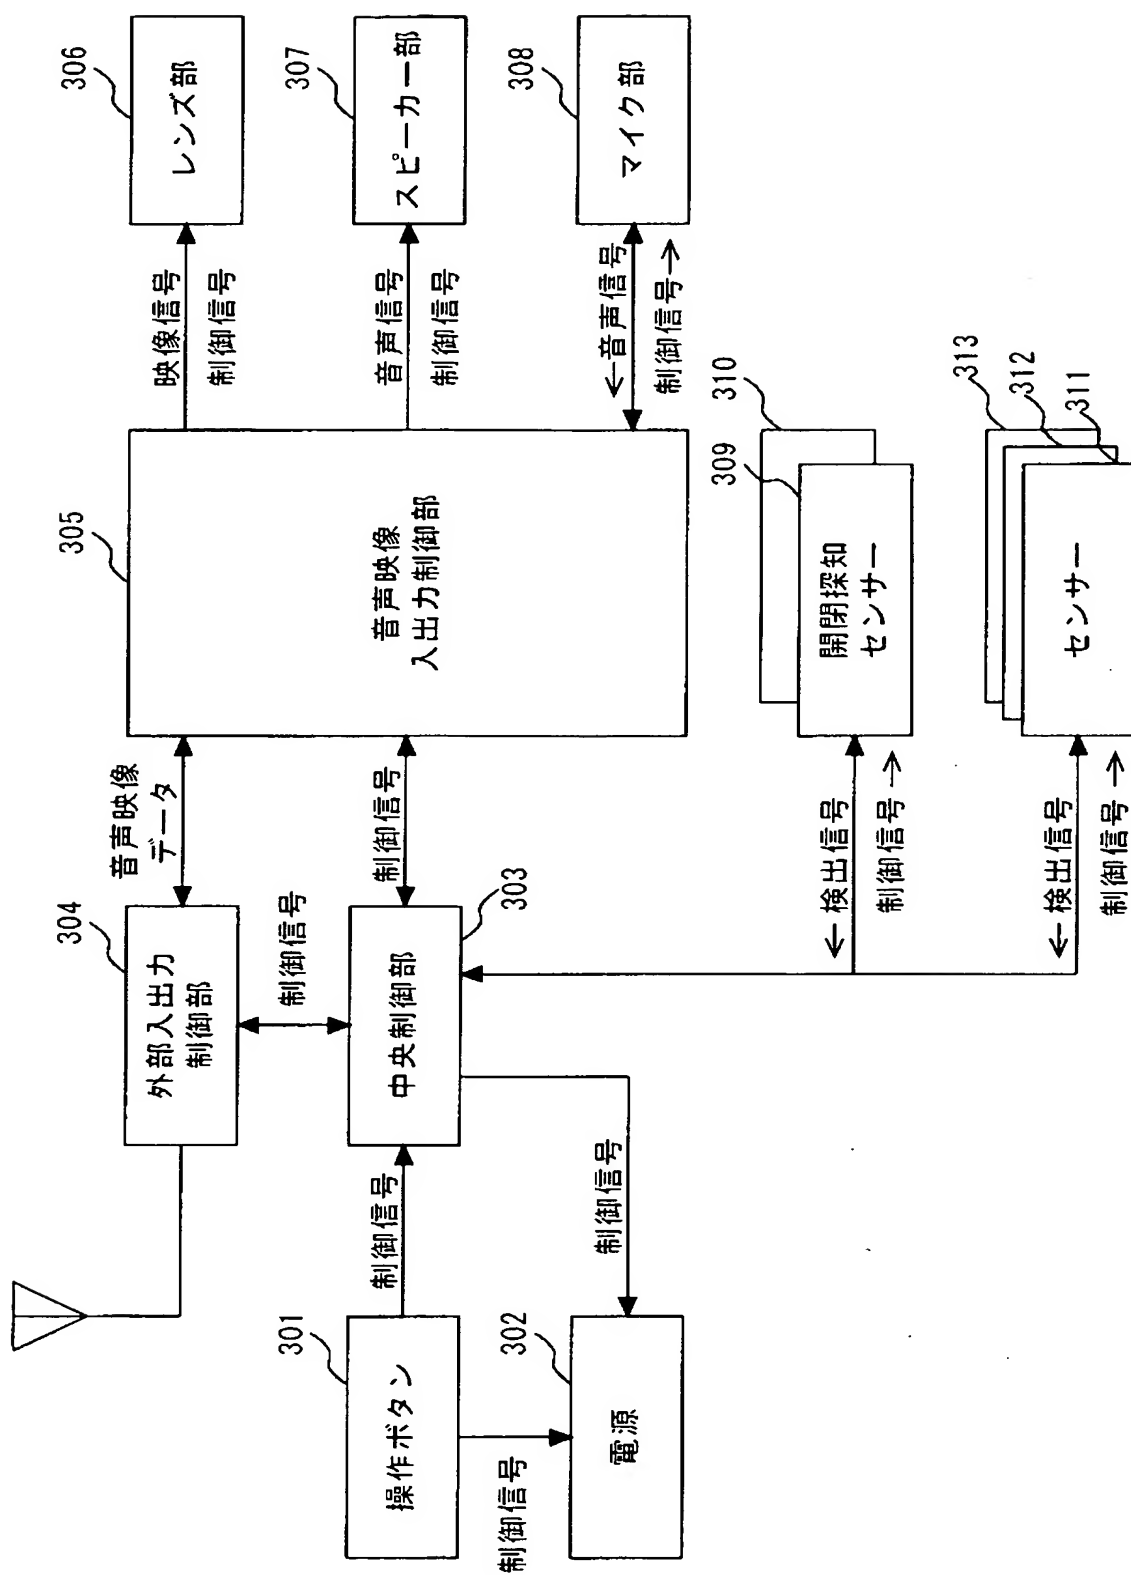 304
外部入出力
制御部
音声映像
データ
305
音声映像
入出力制御部
映像信号
制御信号
306
レンズ部
制御信号
301
操作ボタン
制御信号
中央制御部
303
制御信号
音声信号
制御信号
307
スピーカー部
制御信号
302
電源
制御信号
←音声信号
制御信号→
308
マイク部
←検出信号
制御信号→
309
310
開閉探知
センサー
←検出信号
制御信号→
313
312
311
センサー